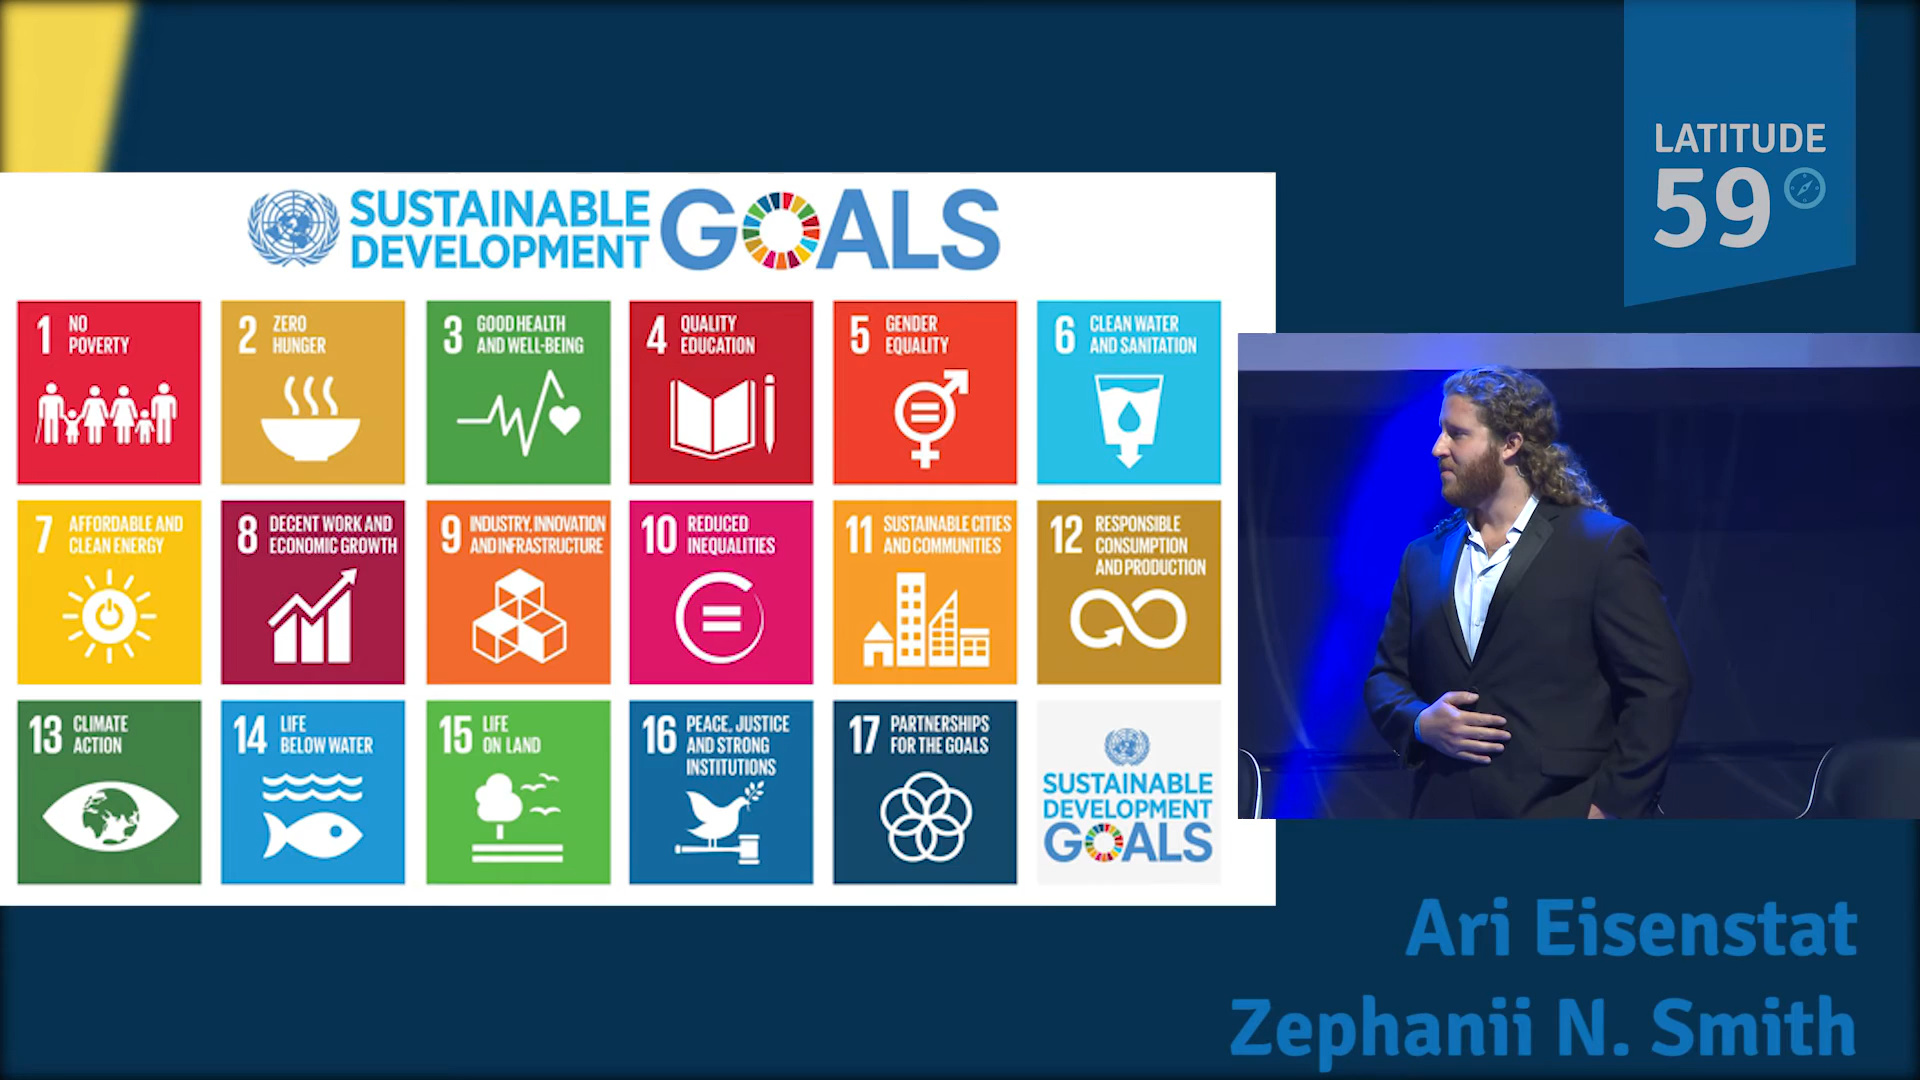 LATITUDE
59
SUSTAINABLE
DEVELOPMENT
GOALS
1 NO
POVERTY
2 ZERO
HUNGER
3 GOOD HEALTH
AND WELL-BEING
4 QUALITY
EDUCATION
5 GENDER
EQUALITY
6 CLEAN WATER
AND SANITATION
7 AFFORDABLE AND
CLEAN ENERGY
8 DECENT WORK AND
ECONOMIC GROWTH
9 INDUSTRY, INNOVATION
AND INFRASTRUCTURE
10 REDUCED
INEQUALITIES
11 SUSTAINABLE CITIES
AND COMMUNITIES
12 RESPONSIBLE
CONSUMPTION
AND PRODUCTION
13 CLIMATE
ACTION
14 LIFE
BELOW WATER
15 LIFE
ON LAND
16 PEACE, JUSTICE
AND STRONG
INSTITUTIONS
17 PARTNERSHIPS
FOR THE GOALS
SUSTAINABLE
DEVELOPMENT
GOALS
Ari Eisenstat
Zephanii N. Smith